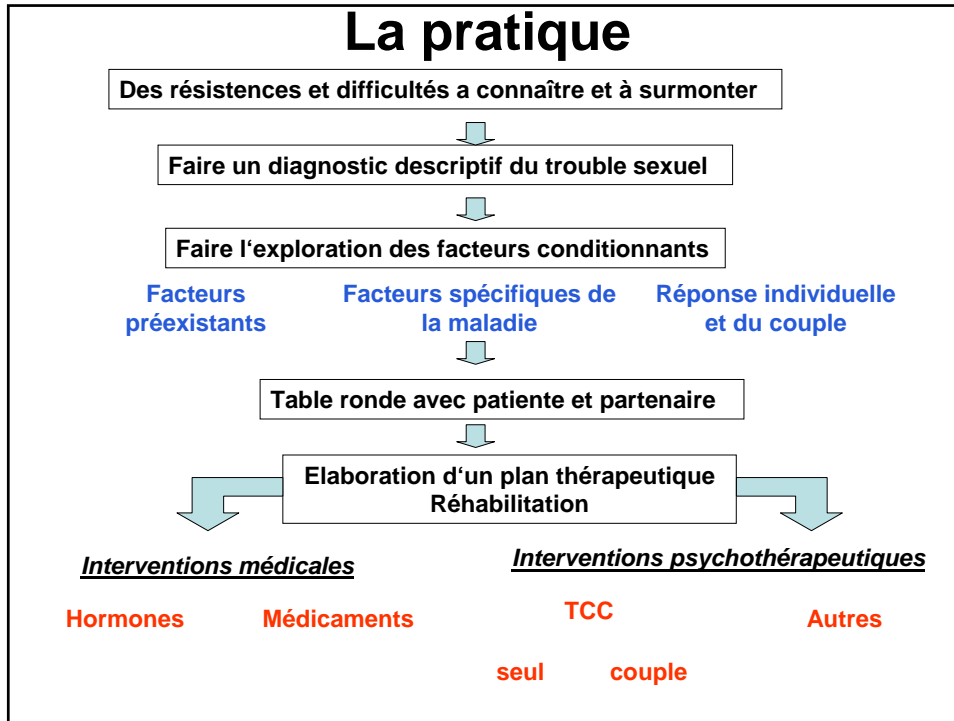 La pratique
Des résistences et difficultés a connaître et à surmonter
Faire un diagnostic descriptif du trouble sexuel
Faire l‘exploration des facteurs conditionnants
Facteurs
préexistants
Facteurs spécifiques de
la maladie
Réponse individuelle
et du couple
Table ronde avec patiente et partenaire
Elaboration d‘un plan thérapeutique
Réhabilitation
Interventions médicales
Interventions psychothérapeutiques
Hormones
Médicaments
TCC
Autres
seul
couple